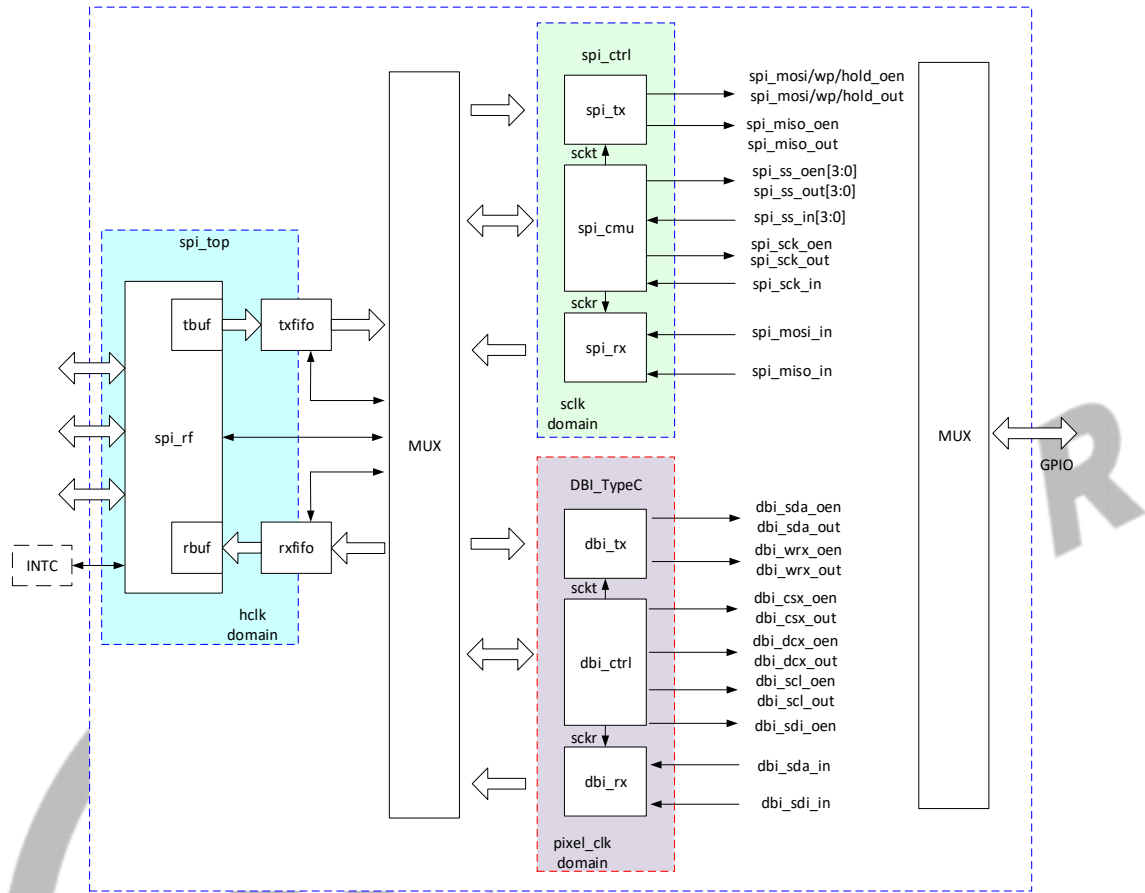 spi_ctrl
spi_tx
sckt
spi_cmu
sckr
spi_rx
sclk
domain
spi_mosi/wp/hold_oen
spi_mosi/wp/hold_out
spi_miso_oen
spi_miso_out
spi_ss_oen[3:0]
spi_ss_out[3:0]
spi_ss_in[3:0]
spi_sck_oen
spi_sck_out
spi_sck_in
spi_mosi_in
spi_miso_in
spi_top
tbuf
txfifo
spi_rf
rbuf
rxfifo
INTC
hclk
domain
MUX
MUX
GPIO
DBI_TypeC
dbi_tx
sckt
dbi_ctrl
sckr
dbi_rx
pixel_clk
domain
dbi_sda_oen
dbi_sda_out
dbi_wrx_oen
dbi_wrx_out
dbi_csx_oen
dbi_csx_out
dbi_dcx_oen
dbi_dcx_out
dbi_scl_oen
dbi_scl_out
dbi_sdi_oen
dbi_sda_in
dbi_sdi_in
R